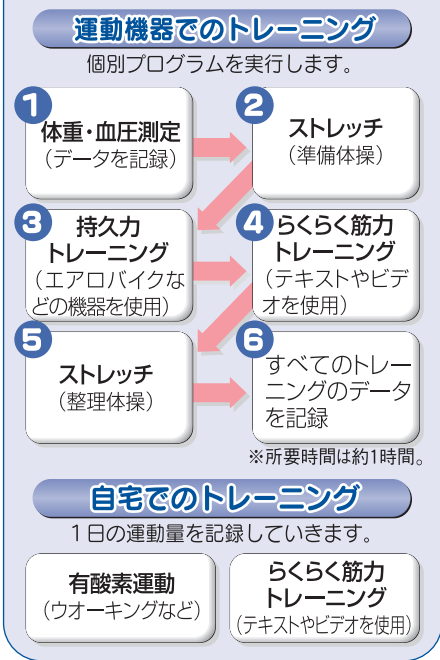 運動機器でのトレーニング
個別プログラムを実行します。
1
体重・血圧測定
（データを記録）
2
ストレッチ
（準備体操）
3
持久力
トレーニング
（エアロバイクな
どの機器を使用）
4
らくらく筋力
トレーニング
（テキストやビデ
オを使用）
5
ストレッチ
（整理体操）
6
すべてのトレー
ニングのデータ
を記録
※所要時間は約1時間。
自宅でのトレーニング
１日の運動量を記録していきます。
有酸素運動
（ウオーキングなど）
らくらく筋力
トレーニング
（テキストやビデオを使用）